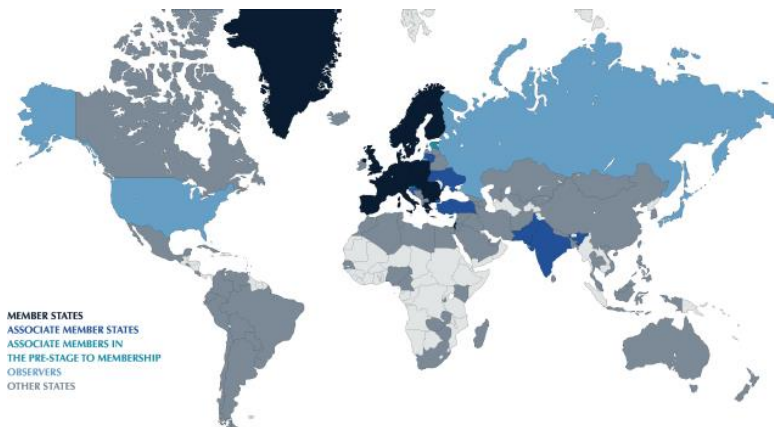 MEMBER STATES
ASSOCIATE MEMBER STATES
ASSOCIATE MEMBERS IN
THE PRE-STAGE TO MEMBERSHIP
OBSERVERS
OTHER STATES